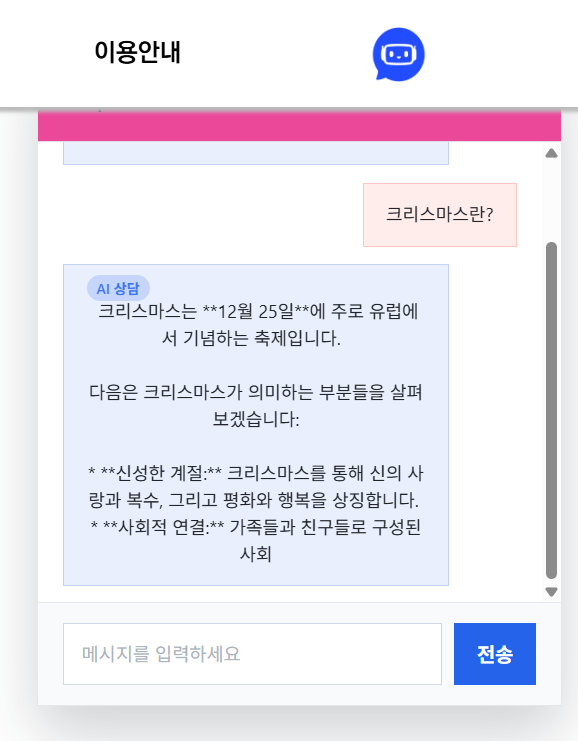 이용안내
크리스마스란?
AI 상담
크리스마스는 **12월 25일**에 주로 유럽에
서 기념하는 축제입니다.
다음은 크리스마스가 의미하는 부분들을 살펴
보겠습니다:
* **신성한 계절:** 크리스마스를 통해 신의 사
랑과 복수, 그리고 평화와 행복을 상징합니다.
* **사회적 연결:** 가족들과 친구들로 구성된
사회
메시지를 입력하세요
전송